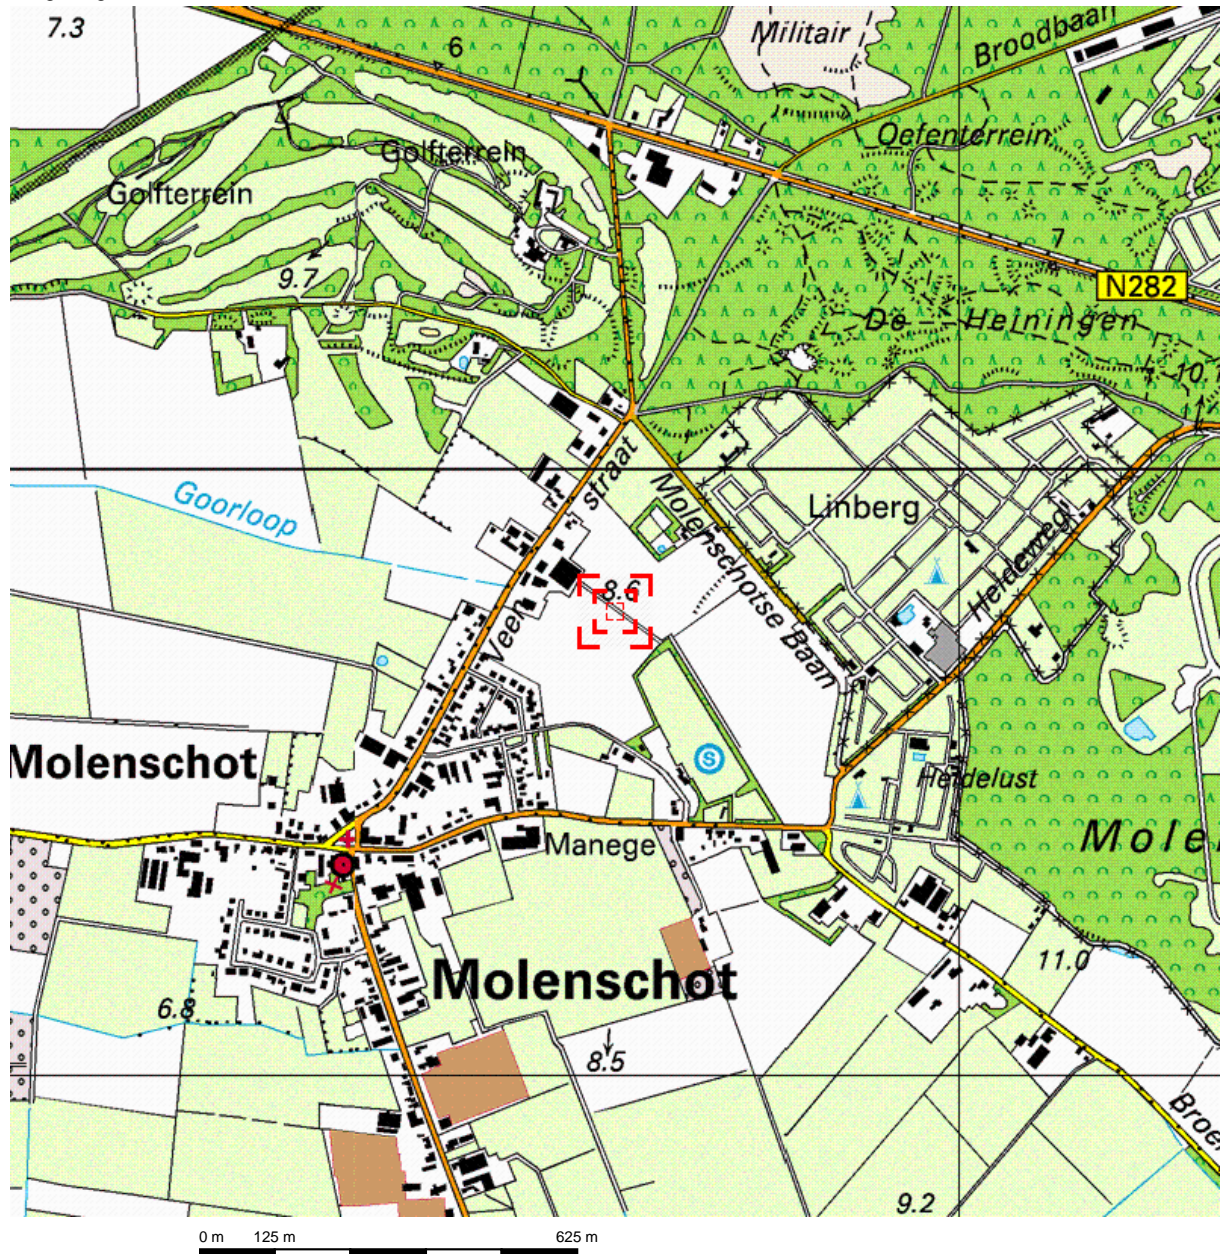 7.3
6
Militair
Broodbaan
Oefenterrein
Golfterrein
Golfterrein
9.7
7
N282
De Heiningen
10.1
Veen straat
Goorloop
Molenschotse Baan
Linberg
Heideweg
8.6
Molenschot
S
Heidelust
Manege
Mole
Molenschot
11.0
6.8
8.5
Broe
9.2
0 m 125 m 625 m